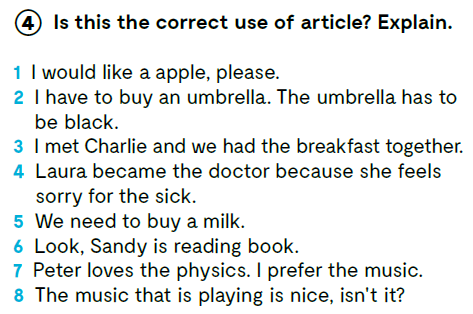 4 Is this the correct use of article? Explain.
1 I would like a apple, please.
2 I have to buy an umbrella. The umbrella has to
be black.
3 I met Charlie and we had the breakfast together.
4 Laura became the doctor because she feels
sorry for the sick.
5 We need to buy a milk.
6 Look, Sandy is reading book.
7 Peter loves the physics. I prefer the music.
8 The music that is playing is nice, isn't it?